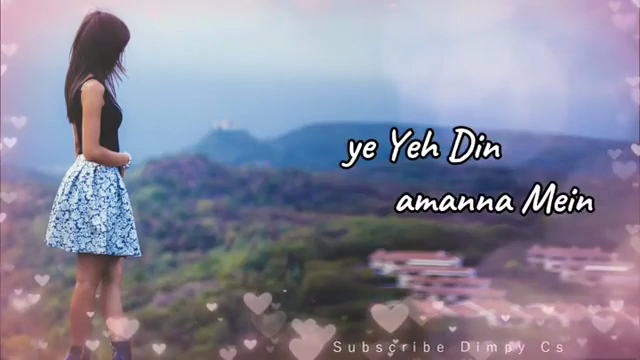 ye Yeh Din
amanna Mein
Subscribe Dimpy Cs